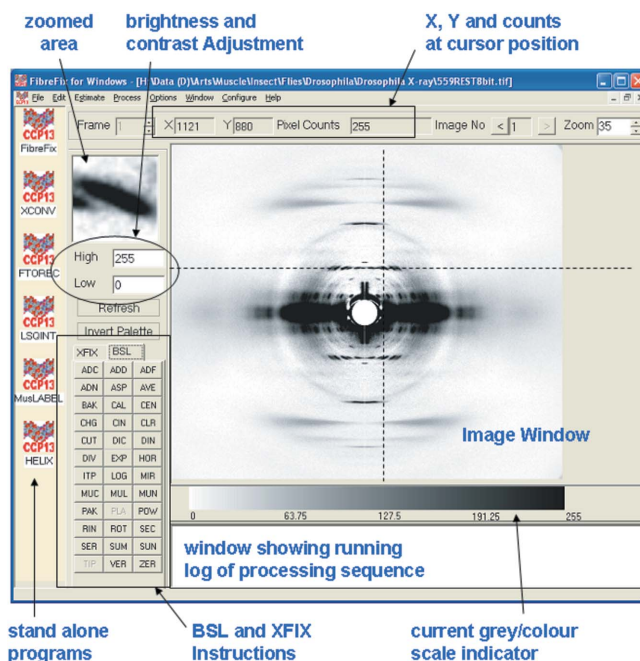 zoomed area
brightness and contrast Adjustment
X, Y and counts at cursor position
FibreFix for Windows - [H:\Data (D)\Arts\Muscle\Insect\Flies\Drosophila\Drosophila X-ray\559REST8bit.tif]
File Edit Estimate Process Options Window Configure Help
Frame 1 X 1121 Y 880 Pixel Counts 255 Image No < 1 > Zoom 35
CCP13
FibreFix
CCP13
XCONV
CCP13
FTOREC
CCP13
LSQINT
CCP13
MusLABEL
CCP13
HELIX
High 255
Low 0
Refresh
Invert Palette
XFIX BSL
ADC ADD ADF
ADN ASP AVE
BAK CAL CEN
CHG CIN CLR
CUT DIC DIN
DIV EXP HOR
ITP LOG MIR
MUC MUL MUN
PAK PLA POW
RIN ROT SEC
SER SUM SUN
TIP VER ZER
Image Window
0 63.75 127.5 191.25 255
window showing running
log of processing sequence
stand alone programs
BSL and XFIX Instructions
current grey/colour scale indicator